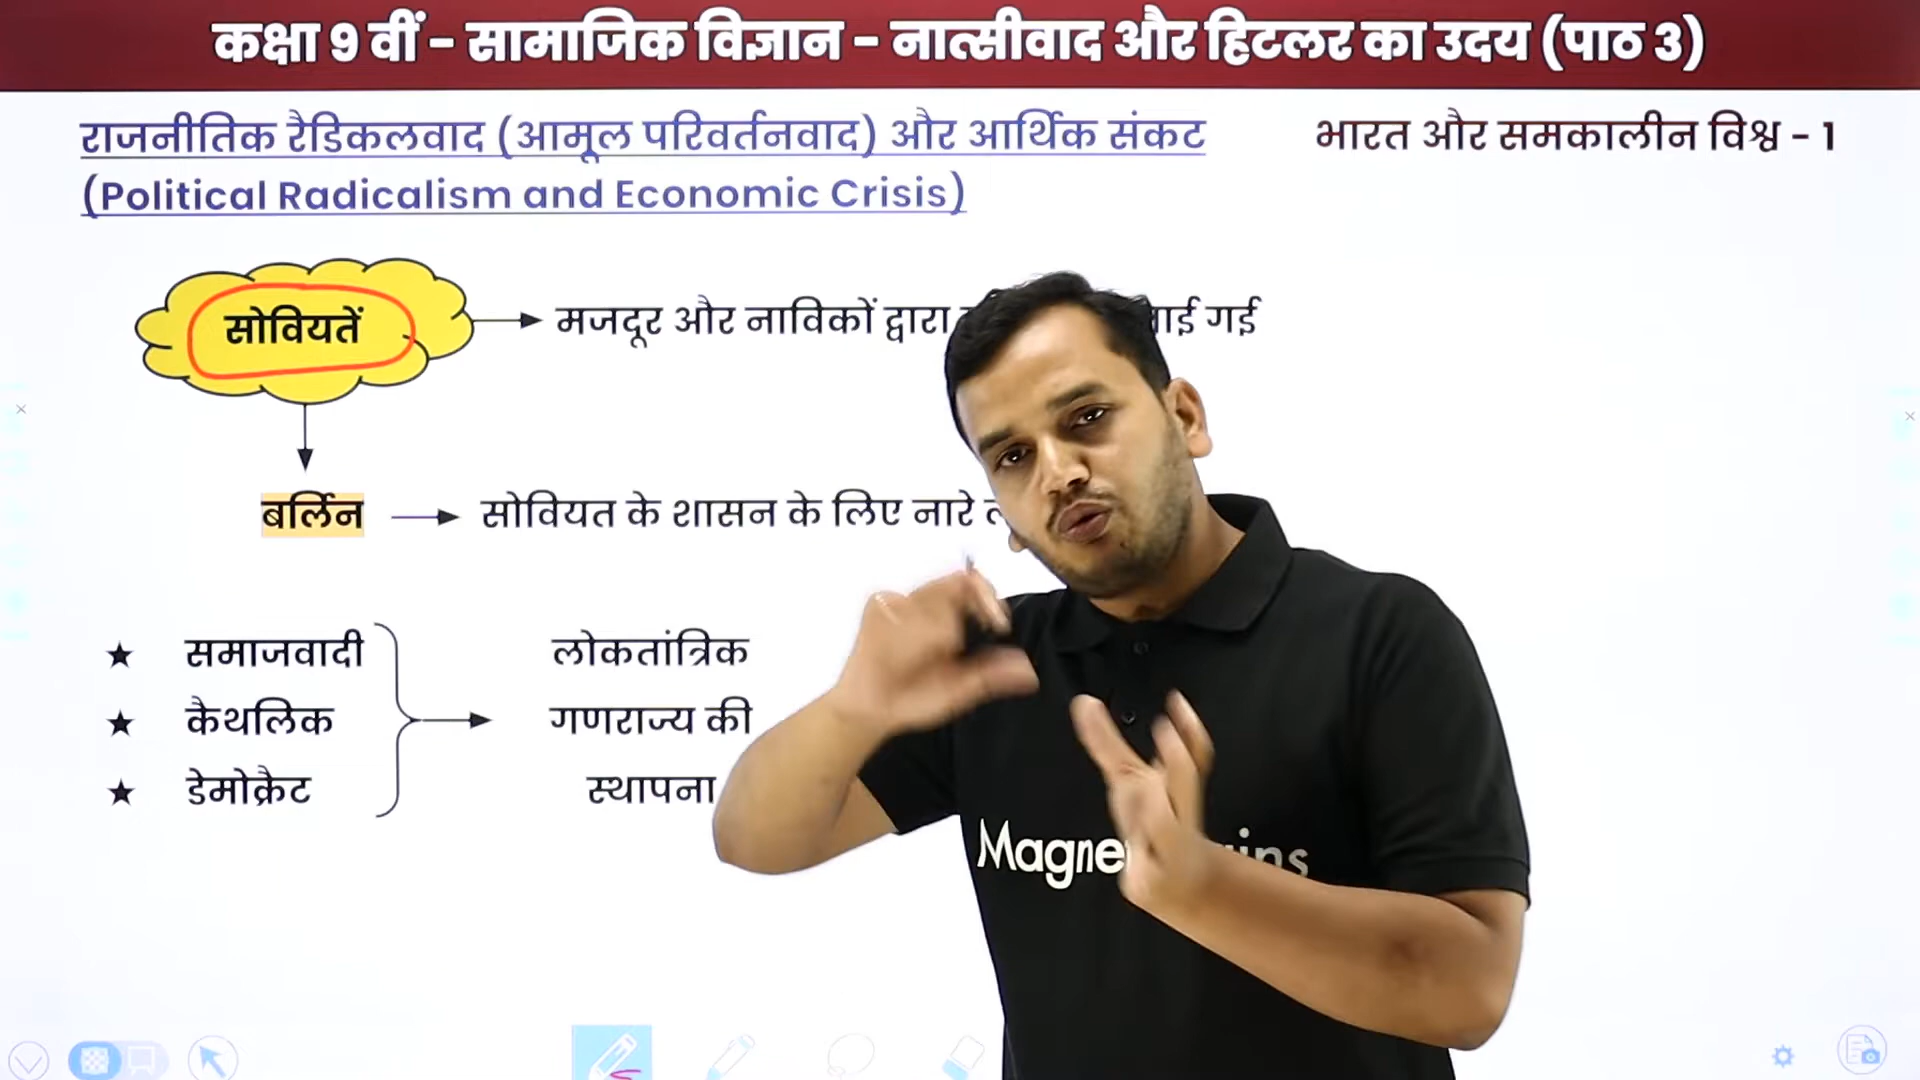 कक्षा 9 वीं - सामाजिक विज्ञान - नात्सीवाद और हिटलर का उदय (पाठ 3)
राजनीतिक रैडिकलवाद (आमूल परिवर्तनवाद) और आर्थिक संकट
भारत और समकालीन विश्व - 1
(Political Radicalism and Economic Crisis)
सोवियतें
मजदूर और नाविकों द्वारा गई
बर्लिन
सोवियत के शासन के लिए नारे
★ समाजवादी
★ कैथलिक
★ डेमोक्रैट
लोकतांत्रिक
गणराज्य की
स्थापना